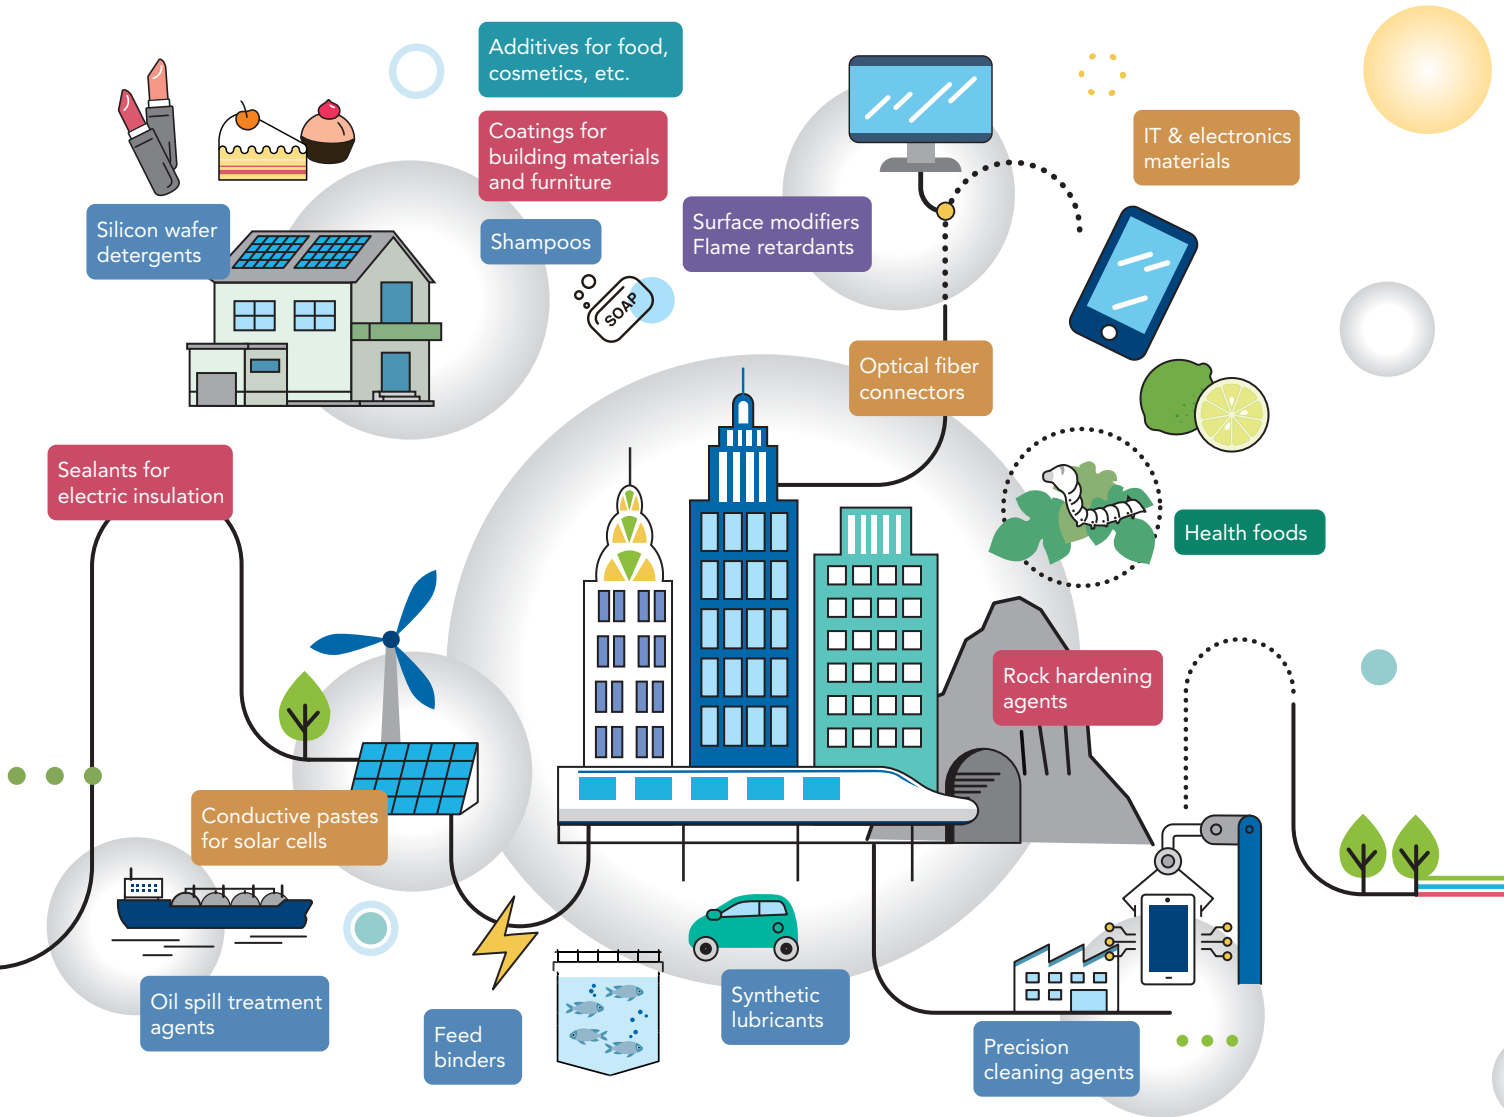 Additives for food,
cosmetics, etc.
Coatings for
building materials
and furniture
IT & electronics
materials
Silicon wafer
detergents
Shampoos
Surface modifiers
Flame retardants
SOAP
Optical fiber
connectors
Sealants for
electric insulation
Health foods
Rock hardening
agents
Conductive pastes
for solar cells
Oil spill treatment
agents
Synthetic
lubricants
Feed
binders
Precision
cleaning agents